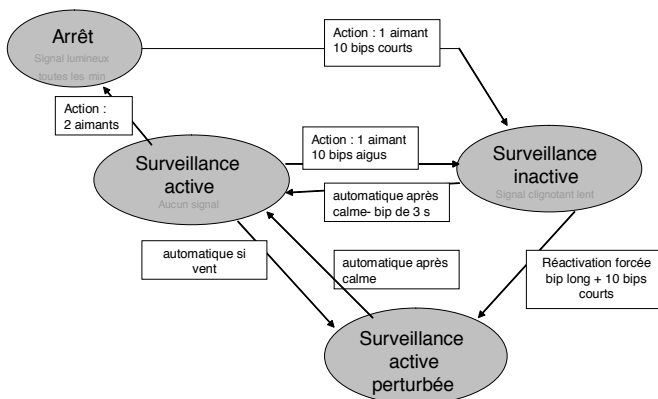 Arrêt
Signal lumineux
toutes les min
Action : 1 aimant
10 bips courts
Action :
2 aimants
Action : 1 aimant
10 bips aigus
Surveillance
active
Aucun signal
Surveillance
inactive
Signal clignotant lent
automatique après
calme- bip de 3 s
automatique si
vent
automatique après
calme
Réactivation forcée
bip long + 10 bips
courts
Surveillance
active
perturbée